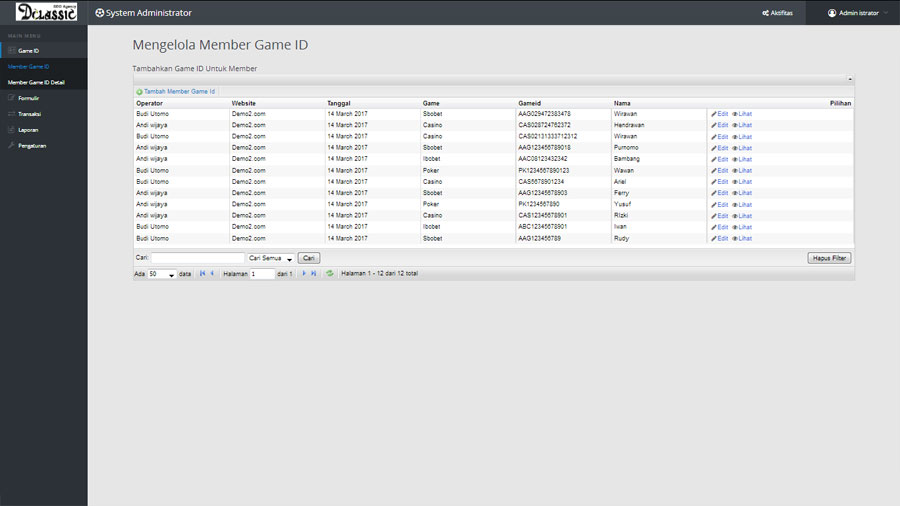 SEO Agency
Dclassic
System Administrator
Aktifitas
Admin istrator
MAIN MENU
Game ID
Member Game ID
Member Game ID Detail
Formulir
Transaksi
Laporan
Pengaturan
Mengelola Member Game ID
Tambahkan Game ID Untuk Member
Tambah Member Game Id
Operator Website Tanggal Game Gameid Nama Pilihan
Budi Utomo Demo2.com 14 March 2017 Sbobet AAG029472383478 Wirawan Edit Lihat
Andi wijaya Demo2.com 14 March 2017 Casino CAS028724762372 Hendrawan Edit Lihat
Budi Utomo Demo2.com 14 March 2017 Casino CAS02131333712312 Wirawan Edit Lihat
Andi wijaya Demo2.com 14 March 2017 Sbobet AAG123456789018 Purnomo Edit Lihat
Andi wijaya Demo2.com 14 March 2017 Ibobet AAC08123432342 Bambang Edit Lihat
Budi Utomo Demo2.com 14 March 2017 Poker PK1234567890123 Wawan Edit Lihat
Andi wijaya Demo2.com 14 March 2017 Casino CAS5678901234 Ariel Edit Lihat
Andi wijaya Demo2.com 14 March 2017 Sbobet AAG12345678903 Ferry Edit Lihat
Andi wijaya Demo2.com 14 March 2017 Poker PK1234567890 Yusuf Edit Lihat
Andi wijaya Demo2.com 14 March 2017 Casino CAS12345678901 Rizki Edit Lihat
Budi Utomo Demo2.com 14 March 2017 Ibobet ABC12345678901 Iwan Edit Lihat
Budi Utomo Demo2.com 14 March 2017 Sbobet AAG123456789 Rudy Edit Lihat
Cari: Cari Semua Cari Hapus Filter
Ada 50 data Halaman 1 dari 1 Halaman 1 - 12 dari 12 total